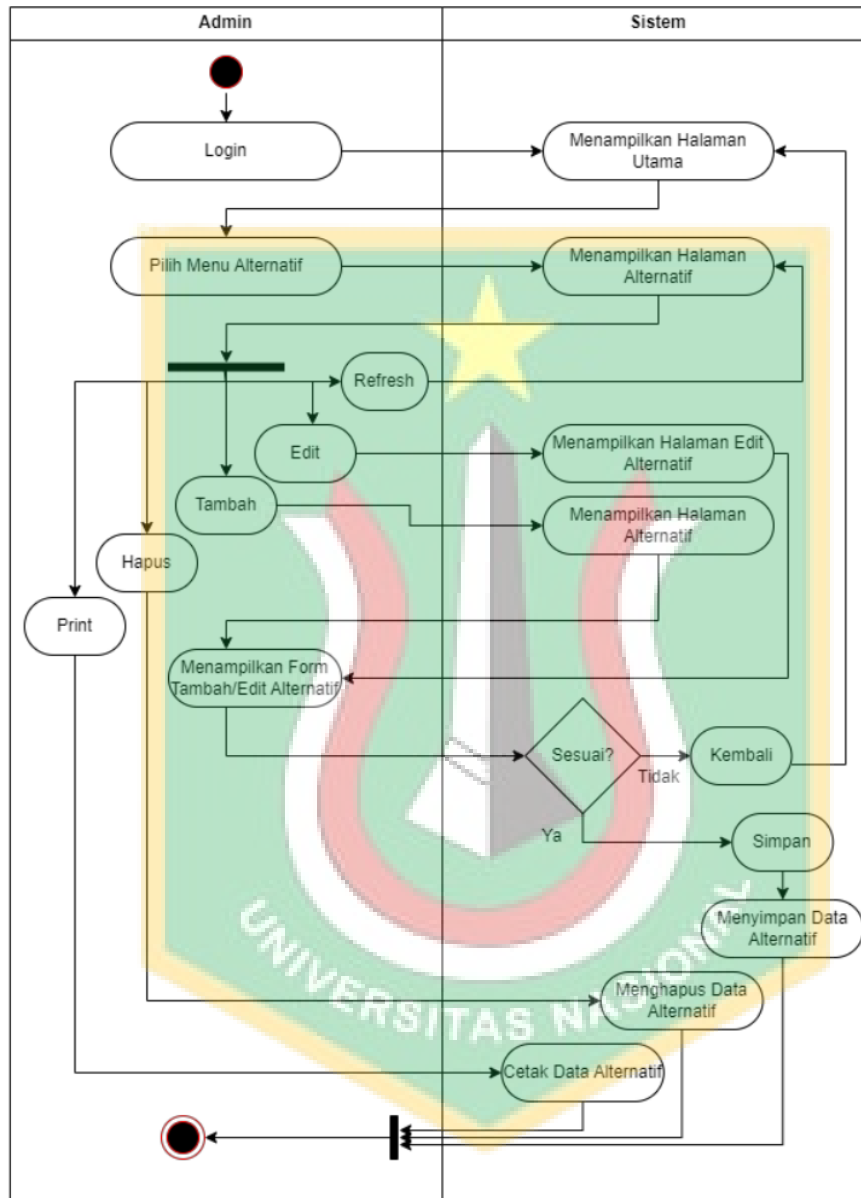 Admin
Sistem
Login
Menampilkan Halaman
Utama
Pilih Menu Alternatif
Menampilkan Halaman
Alternatif
Refresh
Edit
Menampilkan Halaman Edit
Alternatif
Tambah
Menampilkan Halaman
Alternatif
Hapus
Print
Menampilkan Form
Tambah/Edit Alternatif
Sesuai?
Kembali
Tidak
Ya
Simpan
Menyimpan Data
Alternatif
Menghapus Data
Alternatif
Cetak Data Alternatif
UNIVERSITAS NASIONAL